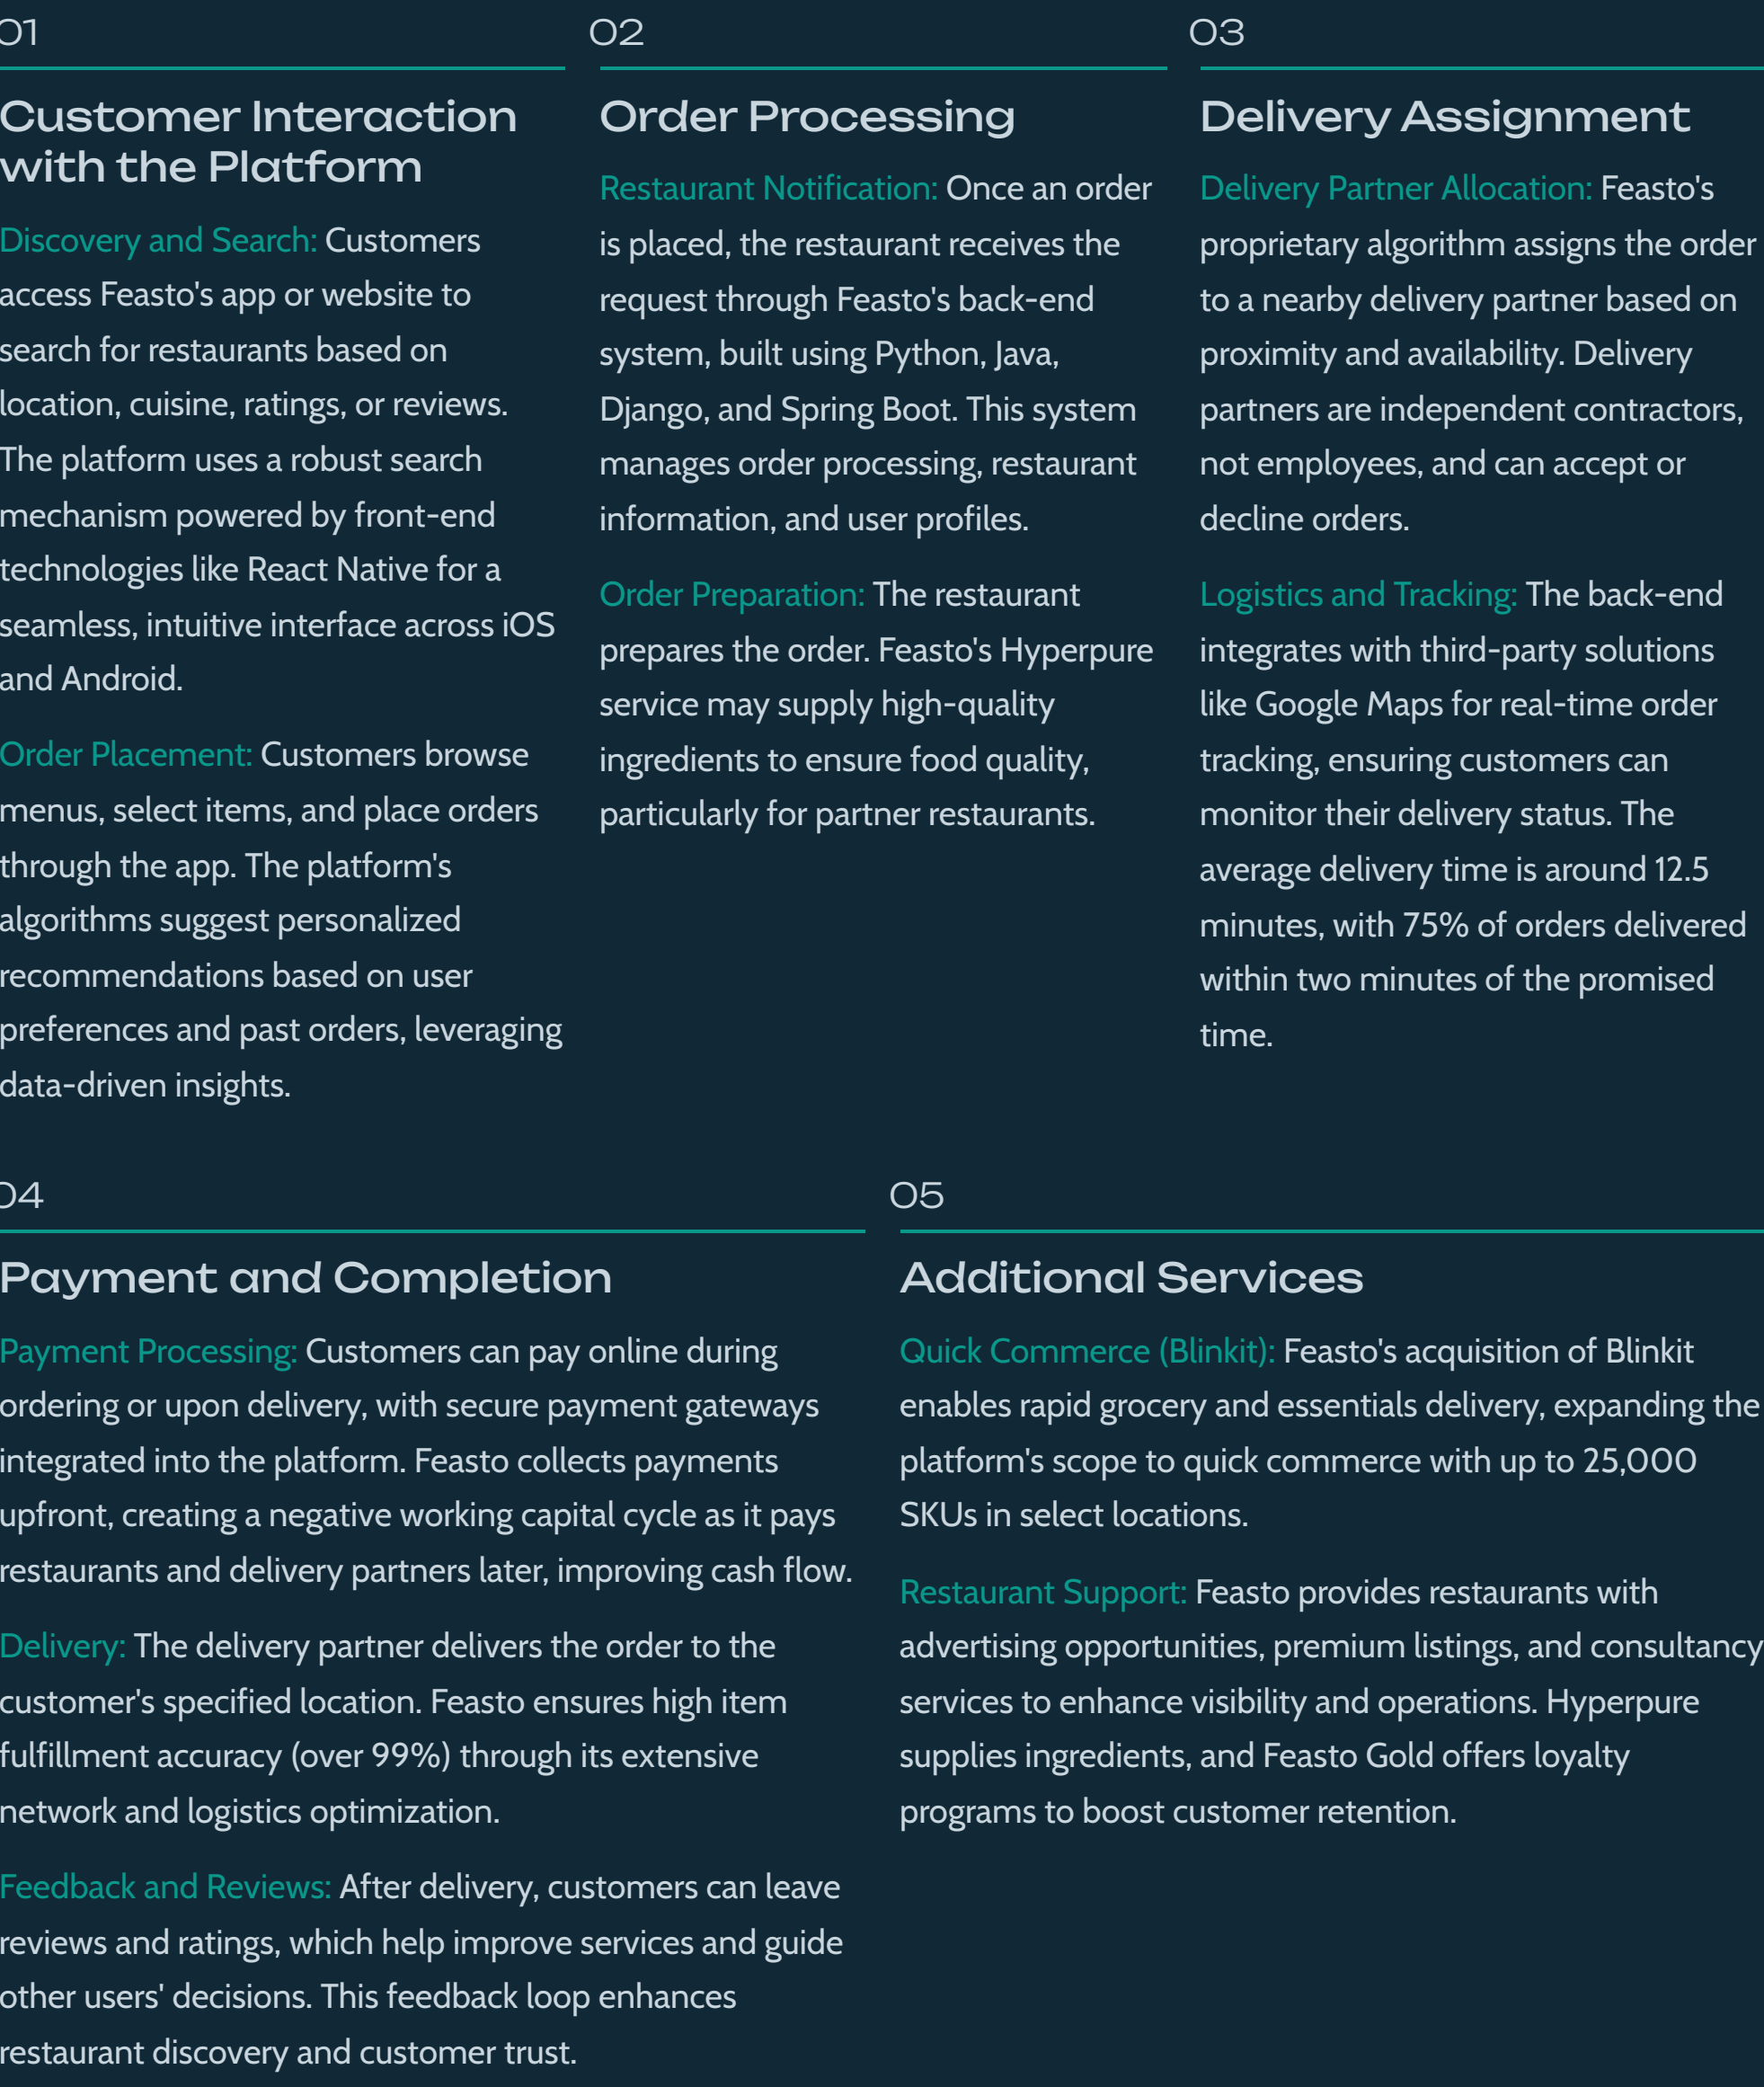 01
Customer Interaction
with the Platform
Discovery and Search: Customers
access Feasto's app or website to
search for restaurants based on
location, cuisine, ratings, or reviews.
The platform uses a robust search
mechanism powered by front-end
technologies like React Native for a
seamless, intuitive interface across iOS
and Android.
Order Placement: Customers browse
menus, select items, and place orders
through the app. The platform's
algorithms suggest personalized
recommendations based on user
preferences and past orders, leveraging
data-driven insights.
02
Order Processing
Restaurant Notification: Once an order
is placed, the restaurant receives the
request through Feasto's back-end
system, built using Python, Java,
Django, and Spring Boot. This system
manages order processing, restaurant
information, and user profiles.
Order Preparation: The restaurant
prepares the order. Feasto's Hyperpure
service may supply high-quality
ingredients to ensure food quality,
particularly for partner restaurants.
03
Delivery Assignment
Delivery Partner Allocation: Feasto's
proprietary algorithm assigns the order
to a nearby delivery partner based on
proximity and availability. Delivery
partners are independent contractors,
not employees, and can accept or
decline orders.
Logistics and Tracking: The back-end
integrates with third-party solutions
like Google Maps for real-time order
tracking, ensuring customers can
monitor their delivery status. The
average delivery time is around 12.5
minutes, with 75% of orders delivered
within two minutes of the promised
time.
04
Payment and Completion
Payment Processing: Customers can pay online during
ordering or upon delivery, with secure payment gateways
integrated into the platform. Feasto collects payments
upfront, creating a negative working capital cycle as it pays
restaurants and delivery partners later, improving cash flow.
Delivery: The delivery partner delivers the order to the
customer's specified location. Feasto ensures high item
fulfillment accuracy (over 99%) through its extensive
network and logistics optimization.
Feedback and Reviews: After delivery, customers can leave
reviews and ratings, which help improve services and guide
other users' decisions. This feedback loop enhances
restaurant discovery and customer trust.
05
Additional Services
Quick Commerce (Blinkit): Feasto's acquisition of Blinkit
enables rapid grocery and essentials delivery, expanding the
platform's scope to quick commerce with up to 25,000
SKUs in select locations.
Restaurant Support: Feasto provides restaurants with
advertising opportunities, premium listings, and consultancy
services to enhance visibility and operations. Hyperpure
supplies ingredients, and Feasto Gold offers loyalty
programs to boost customer retention.